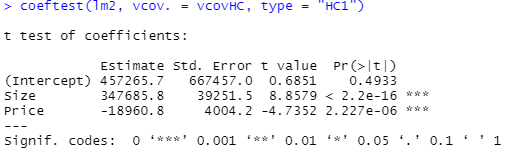 > coeftest(lm2, vcov. = vcovHC, type = "HC1")
t test of coefficients:
Estimate Std. Error t value Pr(>|t|)
(Intercept) 457265.7 667457.0 0.6851 0.4933
Size 347685.8 39251.5 8.8579 < 2.2e-16 ***
Price -18960.8 4004.2 -4.7352 2.227e-06 ***
---
Signif. codes: 0 ‘***’ 0.001 ‘**’ 0.01 ‘*’ 0.05 ‘.’ 0.1 ‘ ’ 1